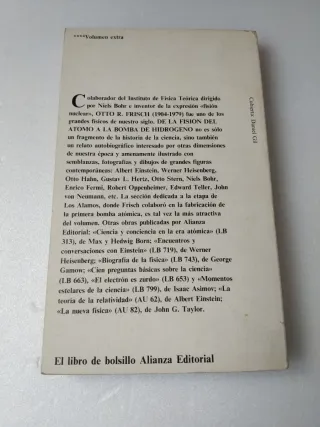 ****Volumen extra
Colaborador del Instituto de Física Teórica dirigido
por Niels Bohr e inventor de la expresión «fisión
nuclear», OTTO R. FRISCH (1904-1979) fue uno de los
grandes físicos de nuestro siglo. DE LA FISION DEL
ATOMO A LA BOMBA DE HIDROGENO no es sólo
un fragmento de la historia de la ciencia, sino también
un relato autobiográfico interesado por otras dimensiones
de nuestra época y amenamente ilustrado con
semblanzas, fotografías y dibujos de grandes figuras
contemporáneas: Albert Einstein, Werner Heisenberg,
Otto Hahn, Gustav L. Hertz, Otto Stern, Niels Bohr,
Enrico Fermi, Robert Oppenheimer, Edward Teller, John
von Neumann, etc. La sección dedicada a la etapa de
Los Alamos, donde Frisch colaboró en la fabricación de
la primera bomba atómica, es tal vez la más atractiva
del volumen. Otras obras publicadas por Alianza
Editorial: «Ciencia y conciencia en la era atómica» (LB
313), de Max y Hedwig Born; «Encuentros y
conversaciones con Einstein» (LB 719), de Werner
Heisenberg; «Biografía de la física» (LB 743), de George
Gamow; «Cien preguntas básicas sobre la ciencia»
(LB 663), «El electrón es zurdo» (LB 653) y «Momentos
estelares de la ciencia» (LB 799), de Isaac Asimov; «La
teoría de la relatividad» (AU 62), de Albert Einstein;
«La nueva física» (AU 82), de John G. Taylor.
El libro de bolsillo Alianza Editorial
Cubierta Daniel Gil